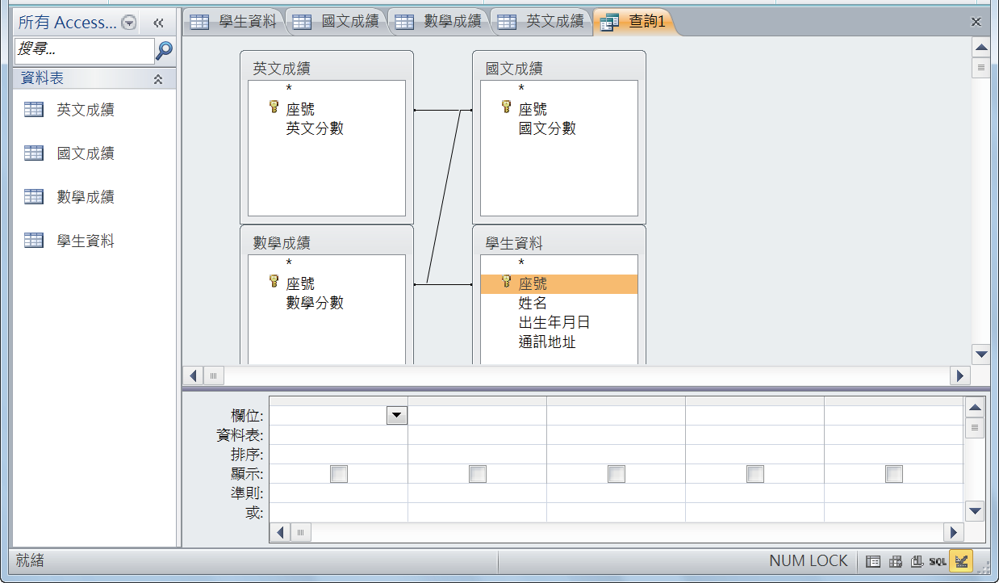 所有 Access...
搜尋...
資料表
英文成績
國文成績
數學成績
學生資料
學生資料
國文成績
數學成績
英文成績
查詢1
英文成績
*
座號
英文分數
國文成績
*
座號
國文分數
數學成績
*
座號
數學分數
學生資料
*
座號
姓名
出生年月日
通訊地址
欄位:
資料表:
排序:
顯示:
準則:
或:
就緒
NUM LOCK
SQL